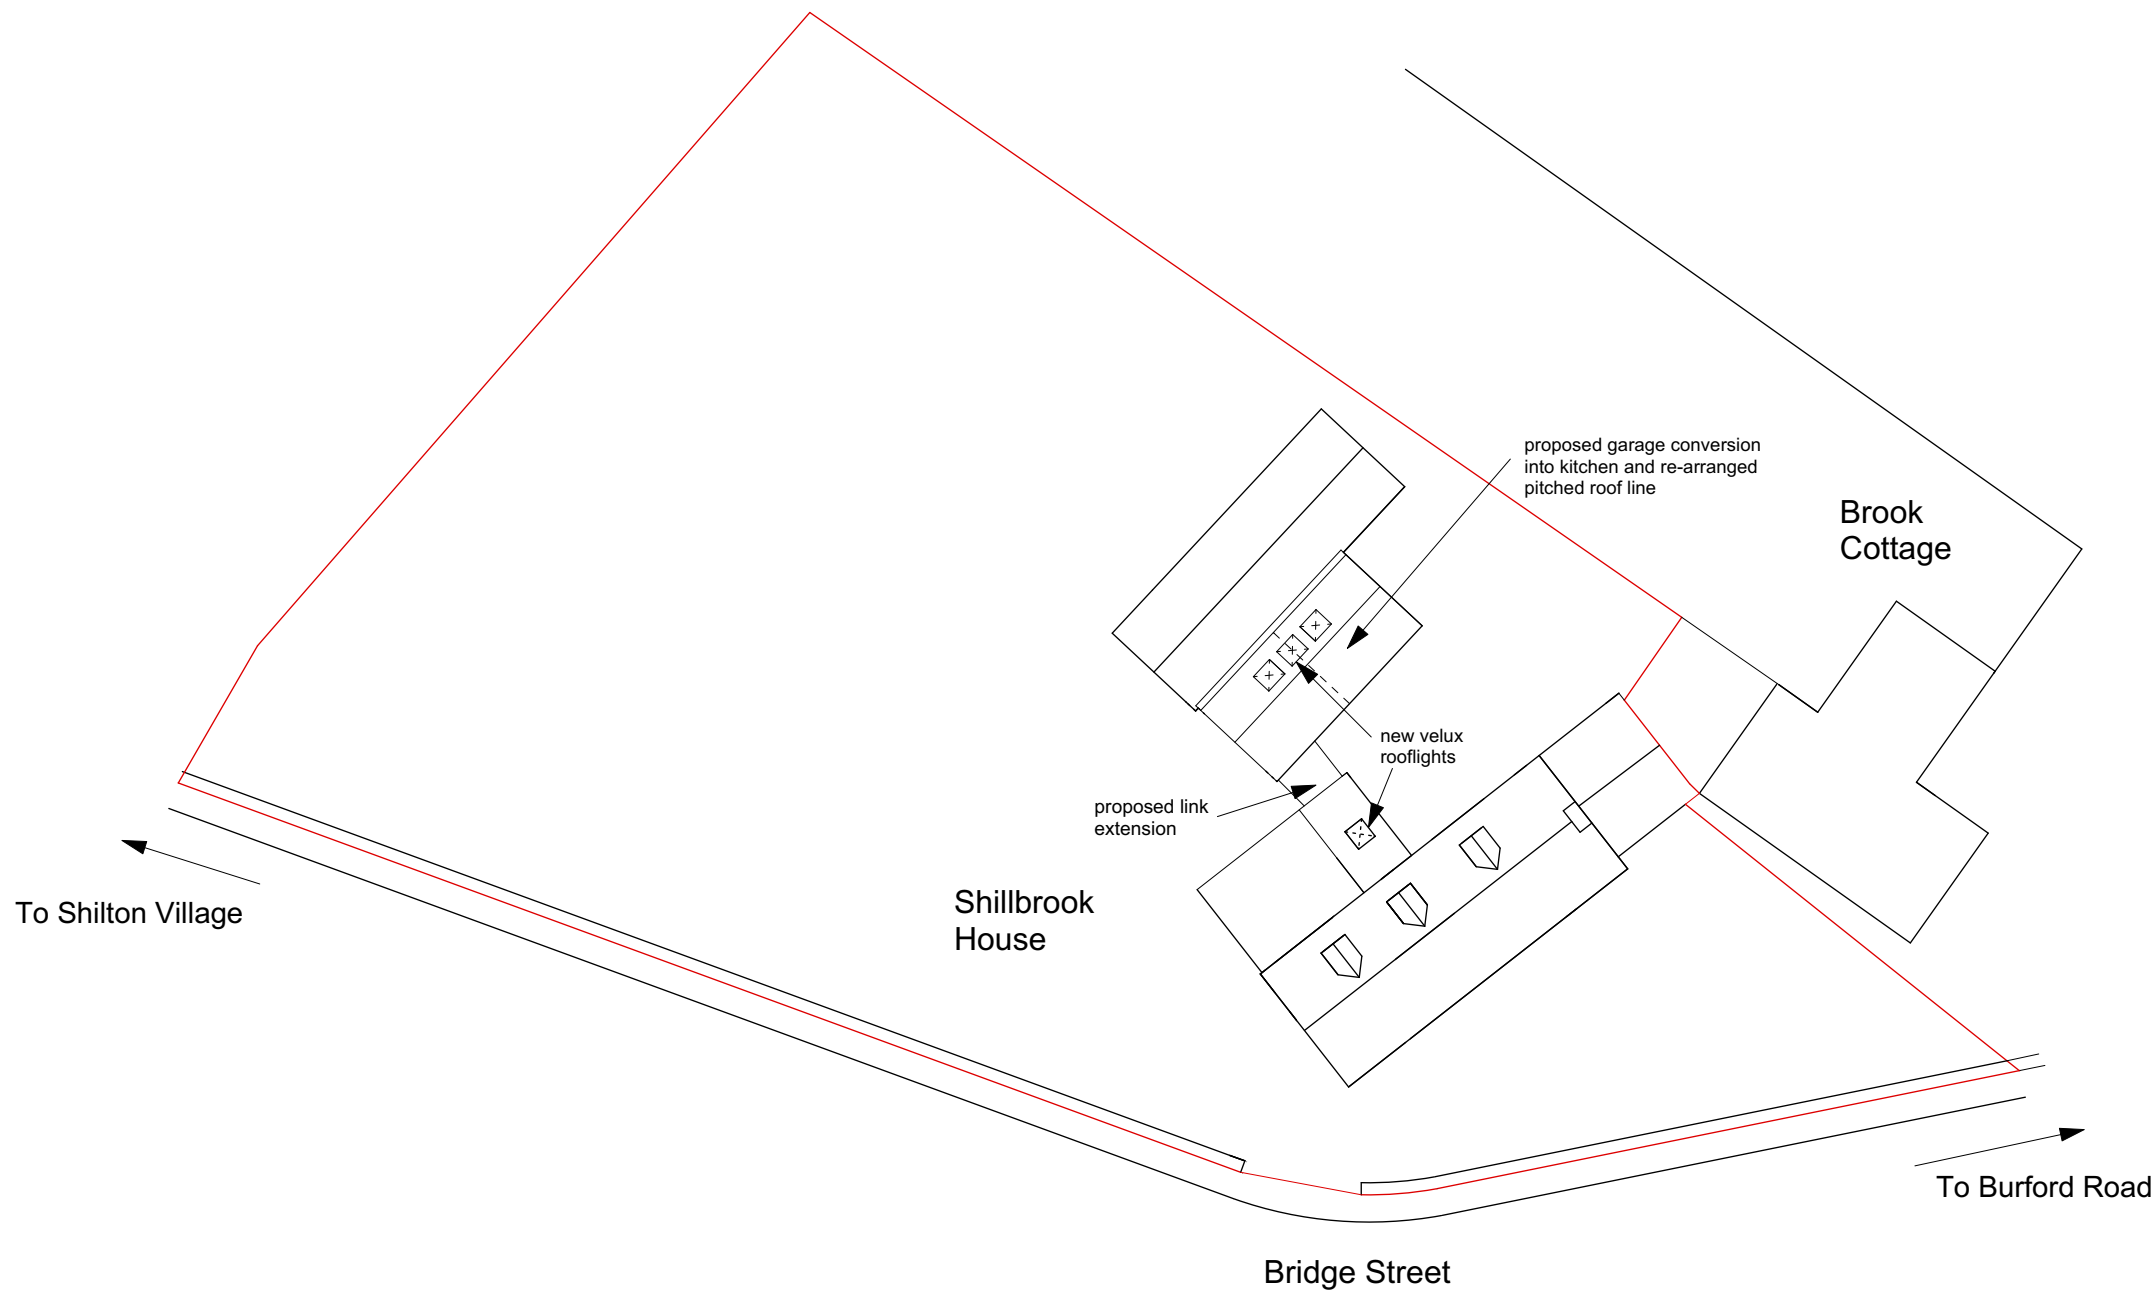 proposed garage conversion
into kitchen and re-arranged
pitched roof line
Brook
Cottage
new velux
rooflights
proposed link
extension
Shillbrook
House
To Shilton Village
To Burford Road
Bridge Street